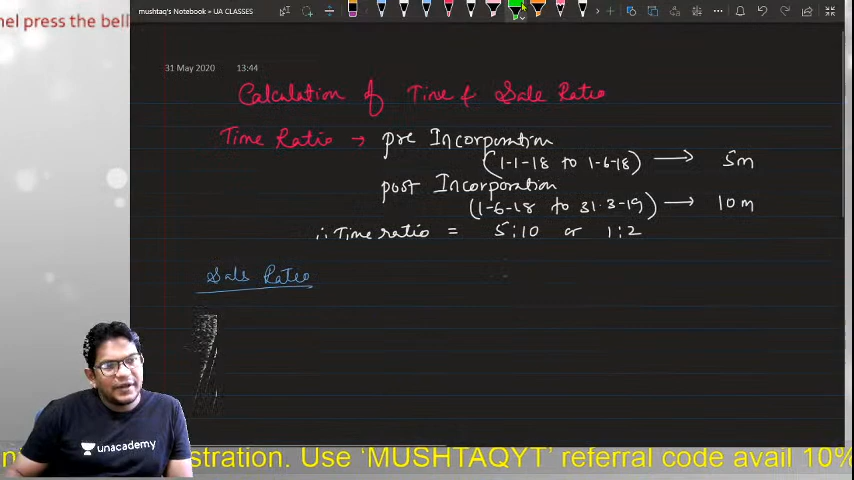 nel press the bell
mushtaq's Notebook » UA CLASSES
31 May 2020 13:44
Calculation of Time & Sale Ratio
Time Ratio → pre Incorporation
(1-1-18 to 1-6-18) → 5m
post Incorporation
(1-6-18 to 31.3-19) → 10m
∴ Time ratio = 5:10 or 1:2
Sale Ratio
unacademy
stration. Use ‘MUSHTAQYT’ referral code avail 10%